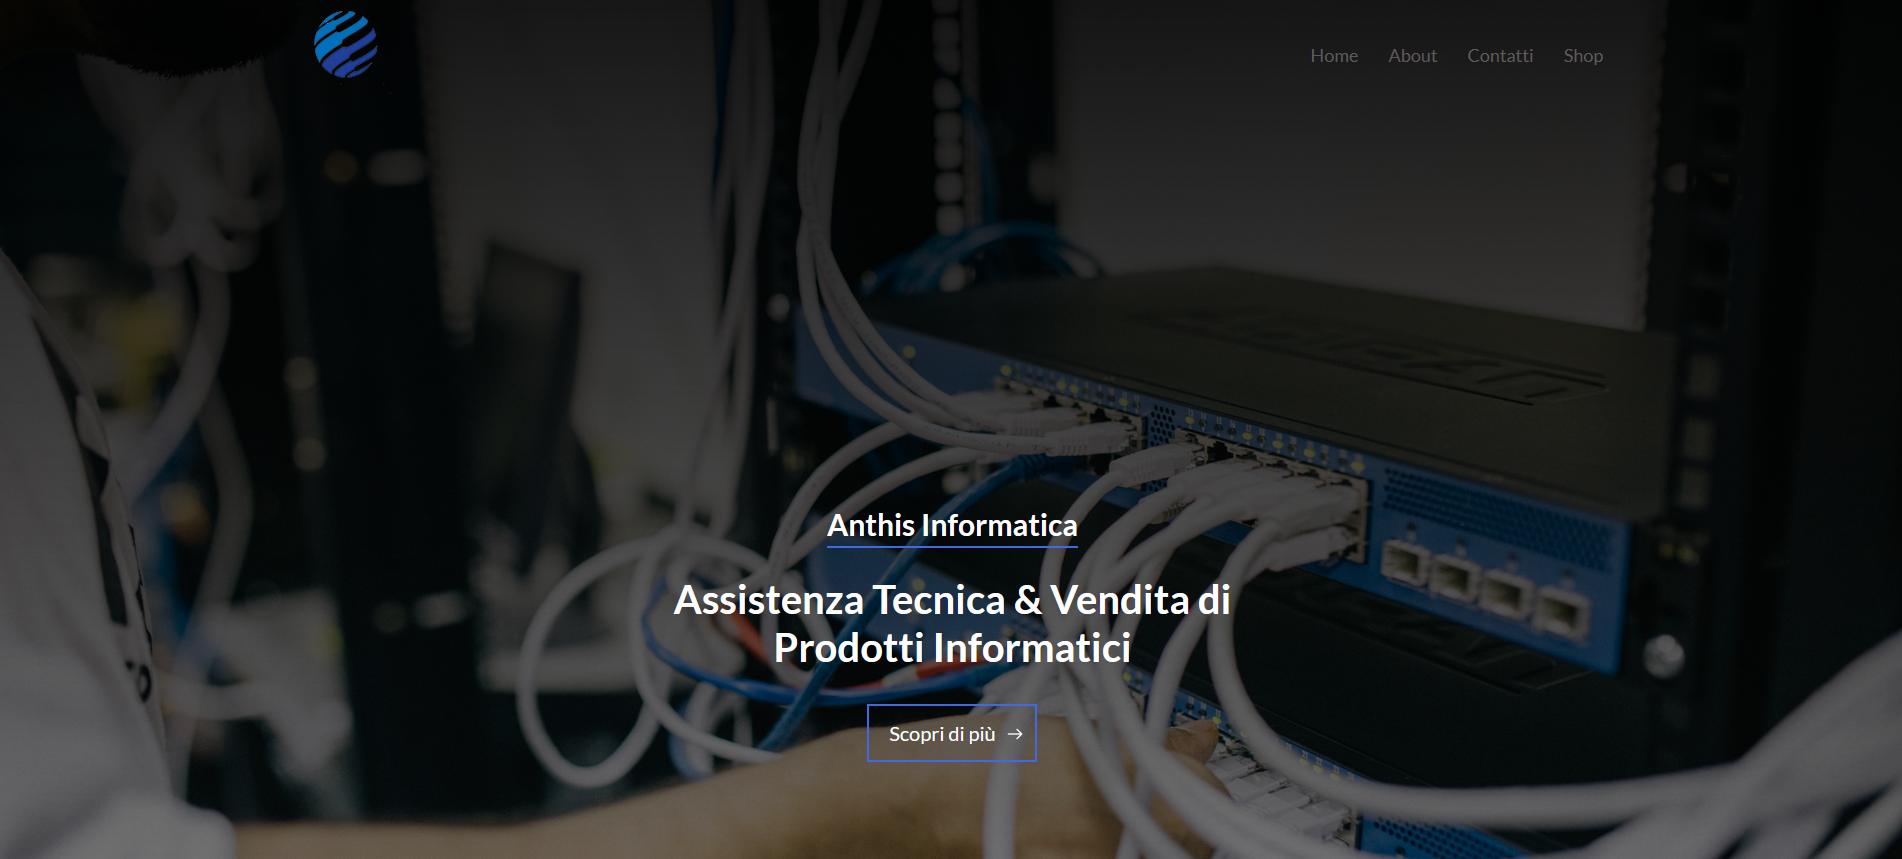 Home About Contatti Shop
Anthis Informatica
Assistenza Tecnica & Vendita di
Prodotti Informatici
Scopri di più →